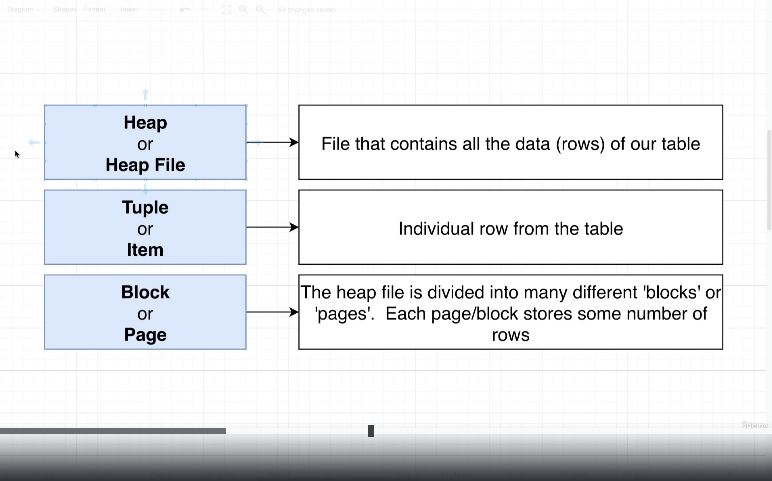 Diagram Shapes Format Insert
All changes saved
Heap
or
Heap File
File that contains all the data (rows) of our table
Tuple
or
Item
Individual row from the table
Block
or
Page
The heap file is divided into many different 'blocks' or
'pages'. Each page/block stores some number of
rows